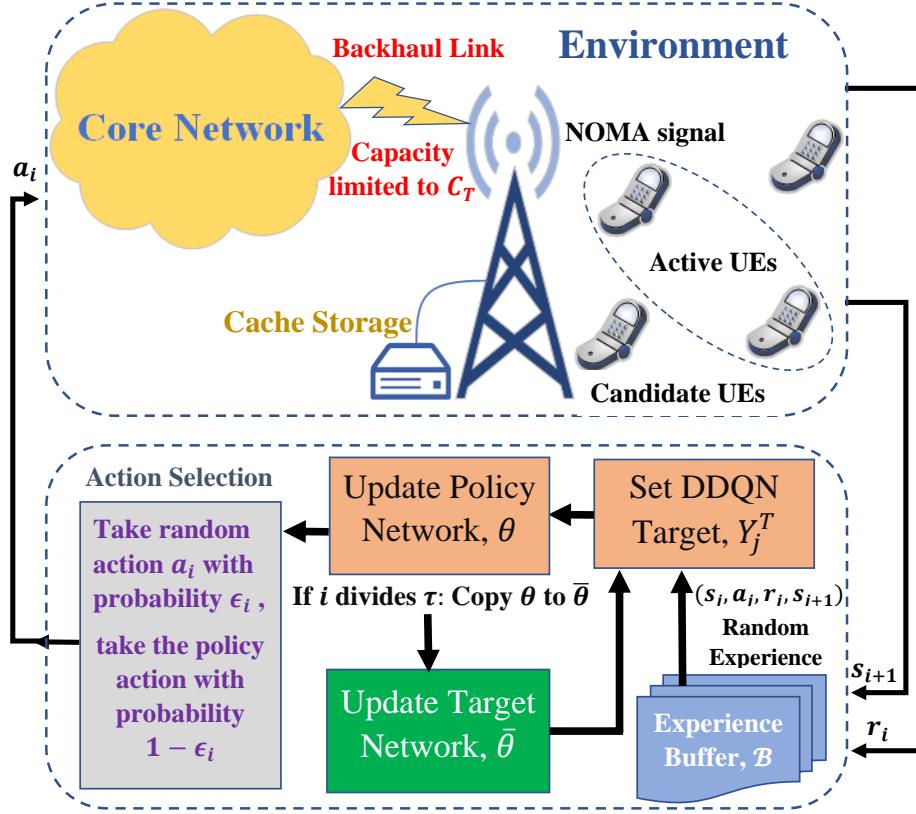 Environment
Backhaul Link
Core Network
Capacity
limited to C_T
NOMA signal
Active UEs
Cache Storage
Candidate UEs
a_i
Action Selection
Take random
action a_i with
probability ϵ_i ,
take the policy
action with
probability
1 − ϵ_i
Update Policy
Network, θ
Set DDQN
Target, Y_j^T
If i divides τ: Copy θ to θ̄
(s_i, a_i, r_i, s_{i+1})
Random
Experience
Update Target
Network, θ̄
Experience
Buffer, ℬ
s_{i+1}
r_i